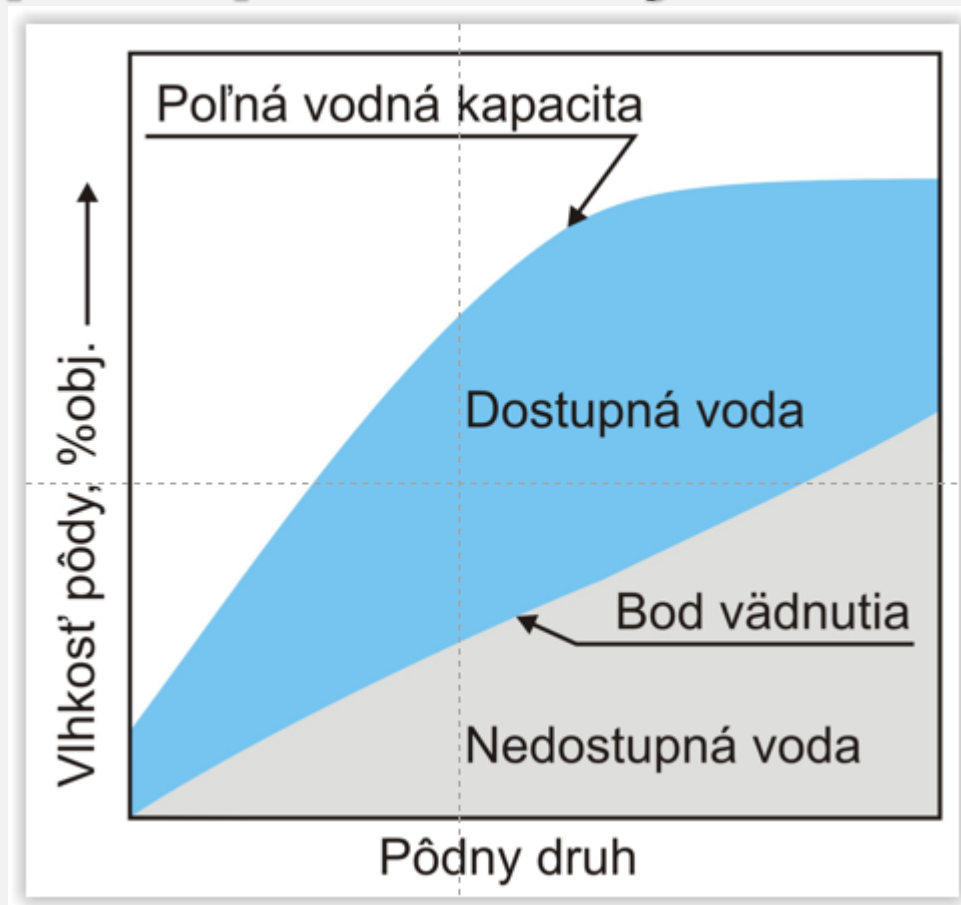 Poľná vodná kapacita
Vlhkosť pôdy, %obj.
Dostupná voda
Bod vädnutia
Nedostupná voda
Pôdny druh